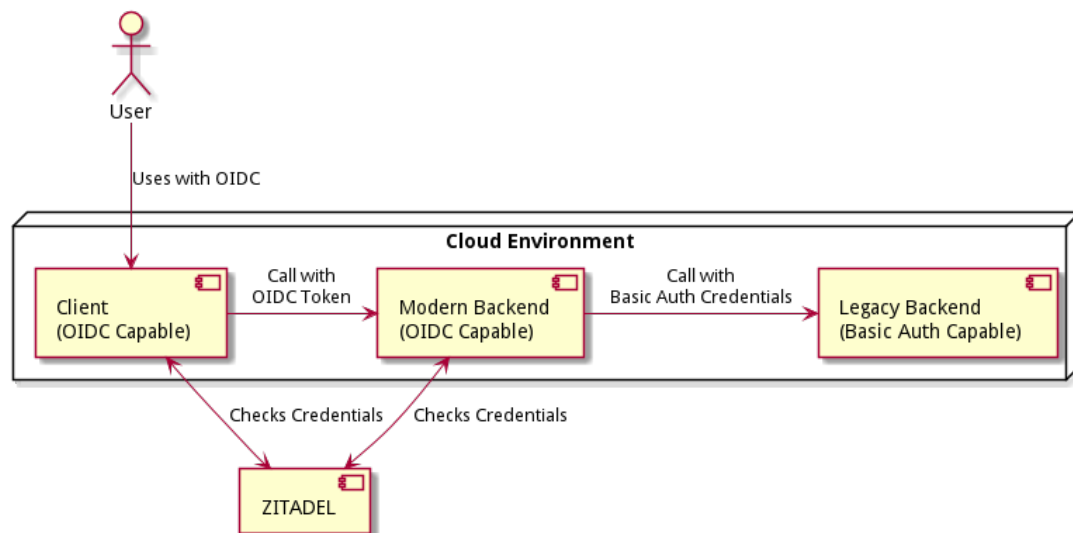 User
Uses with OIDC
Cloud Environment
Client
(OIDC Capable)
Call with
OIDC Token
Modern Backend
(OIDC Capable)
Call with
Basic Auth Credentials
Legacy Backend
(Basic Auth Capable)
Checks Credentials
Checks Credentials
ZITADEL